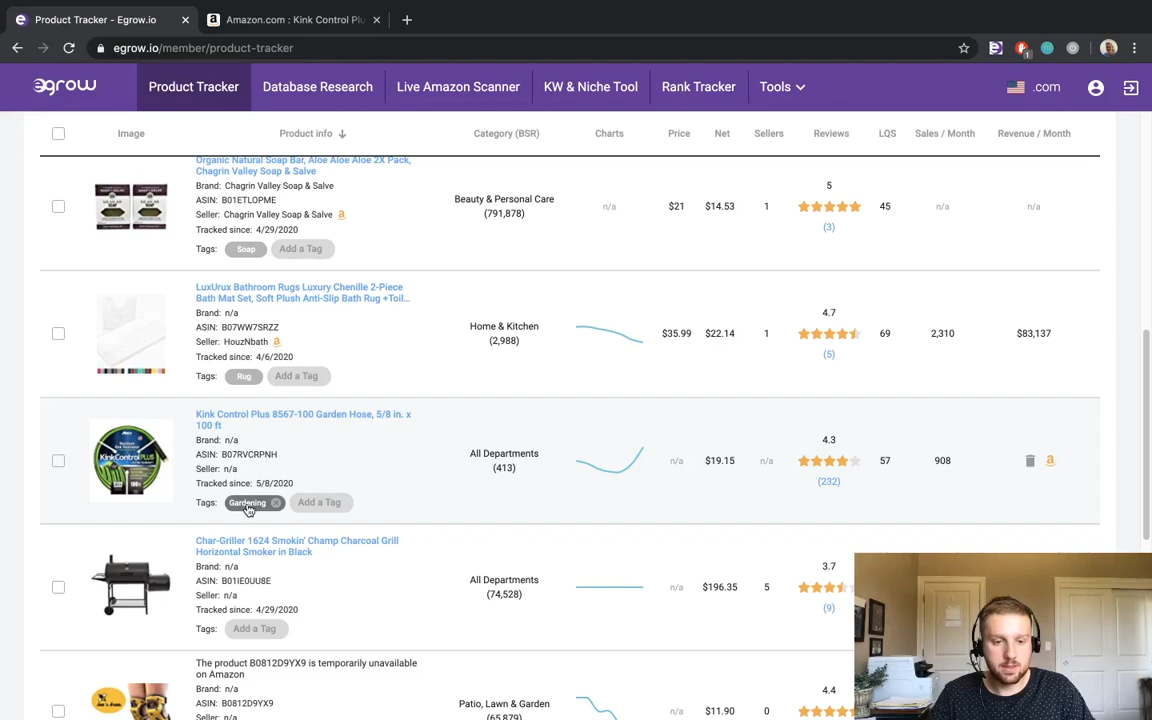 Product Tracker - Egrow.io
Amazon.com : Kink Control Plu
egrow.io/member/product-tracker
1
egrow
Product Tracker
Database Research
Live Amazon Scanner
KW & Niche Tool
Rank Tracker
Tools
.com
Image
Product info
Category (BSR)
Charts
Price
Net
Sellers
Reviews
LQS
Sales / Month
Revenue / Month
Organic Natural Soap Bar, Aloe Aloe Aloe 2X Pack,
Chagrin Valley Soap & Salve
Brand: Chagrin Valley Soap & Salve
ASIN: B01ETLOPME
Seller: Chagrin Valley Soap & Salve
Tracked since: 4/29/2020
Tags: Soap Add a Tag
Beauty & Personal Care
(791,878)
n/a
$21
$14.53
1
5
(3)
45
n/a
n/a
LuxUrux Bathroom Rugs Luxury Chenille 2-Piece
Bath Mat Set, Soft Plush Anti-Slip Bath Rug +Toil...
Brand: n/a
ASIN: B07WW7SRZZ
Seller: HouzNbath
Tracked since: 4/6/2020
Tags: Rug Add a Tag
Home & Kitchen
(2,988)
$35.99
$22.14
1
4.7
(5)
69
2,310
$83,137
Kink Control Plus 8567-100 Garden Hose, 5/8 in. x
100 ft
Brand: n/a
ASIN: B07RVCRPNH
Seller: n/a
Tracked since: 5/8/2020
Tags: Gardening Add a Tag
All Departments
(413)
n/a
$19.15
n/a
4.3
(232)
57
908
Char-Griller 1624 Smokin' Champ Charcoal Grill
Horizontal Smoker in Black
Brand: n/a
ASIN: B01IE0UU8E
Seller: n/a
Tracked since: 4/29/2020
Tags: Add a Tag
All Departments
(74,528)
n/a
$196.35
5
3.7
(9)
The product B0812D9YX9 is temporarily unavailable
on Amazon
Brand: n/a
ASIN: B0812D9YX9
Seller: n/a
Patio, Lawn & Garden
(65,879)
n/a
$11.90
0
4.4